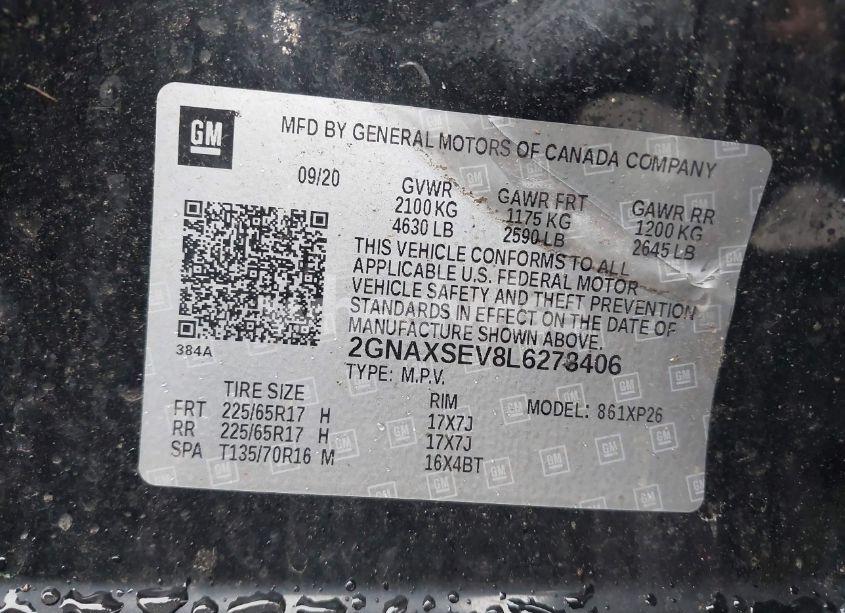 GM
MFD BY GENERAL MOTORS OF CANADA COMPANY
09/20
GVWR GAWR FRT GAWR RR
2100 KG 1175 KG 1200 KG
4630 LB 2590 LB 2645 LB
THIS VEHICLE CONFORMS TO ALL
APPLICABLE U.S. FEDERAL MOTOR
VEHICLE SAFETY AND THEFT PREVENTION
STANDARDS IN EFFECT ON THE DATE OF
MANUFACTURE SHOWN ABOVE.
384A
2GNAXSEV8L6273406
TYPE: M.P.V.
TIRE SIZE RIM MODEL: 861XP26
FRT 225/65R17 H 17X7J
RR 225/65R17 H 17X7J
SPA T135/70R16 M 16X4BT